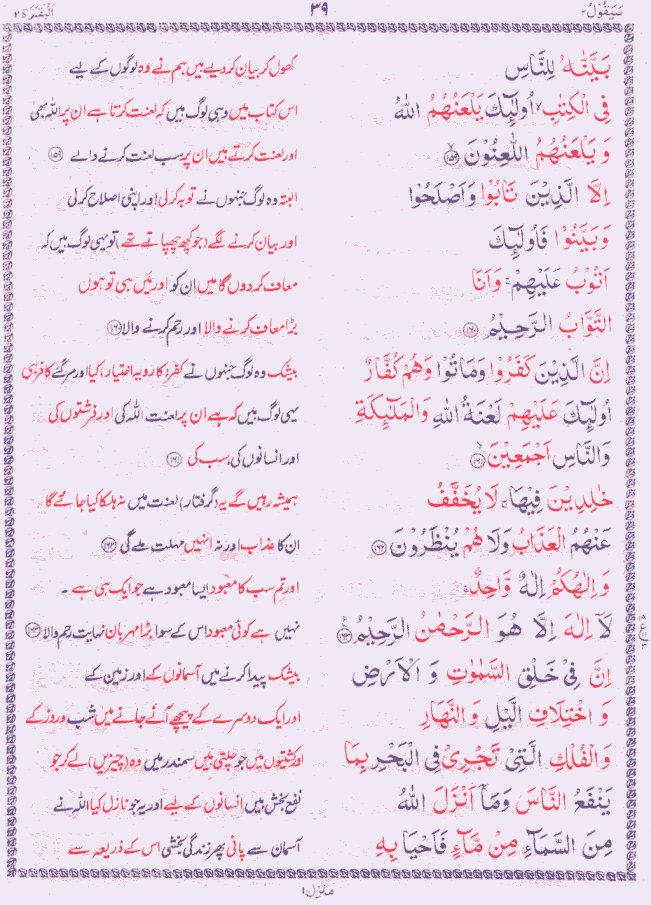 سَيَقُولُ ٢
٣٩
اَلْبَقَرَة ٢
بَيَّنّٰهُ لِلنَّاسِ
کھول کر بیان کر دیے ہیں ہم نے وہ لوگوں کے لیے
فِى الْكِتٰبِ ۙ اُولٰٓئِكَ يَلْعَنُهُمُ اللّٰهُ
اس کتاب میں وہی لوگ ہیں کہ لعنت کرتا ہے ان پر اللہ بھی
وَ يَلْعَنُهُمُ اللّٰعِنُوْنَ ۙ ﴿۱۵۹﴾
اور لعنت کرتے ہیں ان پر سب لعنت کرنے والے ﴿۱۵۹﴾
اِلَّا الَّذِيْنَ تَابُوْا وَاَصْلَحُوْا
البتہ وہ لوگ جنہوں نے توبہ کر لی اور اپنی اصلاح کر لی
وَبَيَّنُوْا فَاُولٰٓئِكَ
اور بیان کرنے لگے (جو کچھ چھپاتے تھے) تو یہی لوگ ہیں کہ
اَتُوْبُ عَلَيْهِمْ ۚ وَاَنَا
معاف کر دوں گا میں ان کو اور میں ہی تو ہوں
التَّوَّابُ الرَّحِيْمُ ﴿۱۶۰﴾
بڑا معاف کرنے والا اور رحم کرنے والا ﴿۱۶۰﴾
اِنَّ الَّذِيْنَ كَفَرُوْا وَمَاتُوْا وَهُمْ كُفَّارٌ
بیشک وہ لوگ جنہوں نے کفر (کا رویہ اختیار) کیا اور مر گئے کافر ہی
اُولٰٓئِكَ عَلَيْهِمْ لَعْنَةُ اللّٰهِ وَالْمَلٰٓئِكَةِ
یہی لوگ ہیں کہ ہے ان پر لعنت اللہ کی اور فرشتوں کی
وَالنَّاسِ اَجْمَعِيْنَ ۙ ﴿۱۶۱﴾
اور انسانوں کی سب کی ﴿۱۶۱﴾
خٰلِدِيْنَ فِيْهَا ۚ لَا يُخَفَّفُ
ہمیشہ رہیں گے یہ (گرفتار) لعنت میں نہ ہلکا کیا جائے گا
عَنْهُمُ الْعَذَابُ وَلَا هُمْ يُنْظَرُوْنَ ﴿۱۶۲﴾
ان کا عذاب اور نہ انہیں مہلت ملے گی ﴿۱۶۲﴾
وَاِلٰهُكُمْ اِلٰهٌ وَّاحِدٌ ۚ
اور تم سب کا معبود ایسا معبود ہے جو ایک ہی ہے ۔
لَآ اِلٰهَ اِلَّا هُوَ الرَّحْمٰنُ الرَّحِيْمُ ﴿۱۶۳﴾
نہیں ہے کوئی معبود اس کے سوا بڑا مہربان نہایت رحم والا ﴿۱۶۳﴾
اِنَّ فِىْ خَلْقِ السَّمٰوٰتِ وَ الْاَرْضِ
بیشک پیدا کرنے میں آسمانوں کے اور زمین کے
وَ اخْتِلَافِ الَّيْلِ وَ النَّهَارِ
اور ایک دوسرے کے پیچھے آنے جانے میں شب و روز کے
وَالْفُلْكِ الَّتِىْ تَجْرِىْ فِى الْبَحْرِ بِمَا
اور کشتیوں میں جو چلتی ہیں سمندر میں وہ (چیزیں) لے کر جو
يَنْفَعُ النَّاسَ وَمَآ اَنْزَلَ اللّٰهُ
نفع بخش ہیں انسانوں کے لیے اور یہ جو نازل کیا اللہ نے
مِنَ السَّمَآءِ مِنْ مَّآءٍ فَاَحْيَا بِهِ
آسمان سے پانی پھر زندگی بخشی اس کے ذریعہ سے
منزل ۱